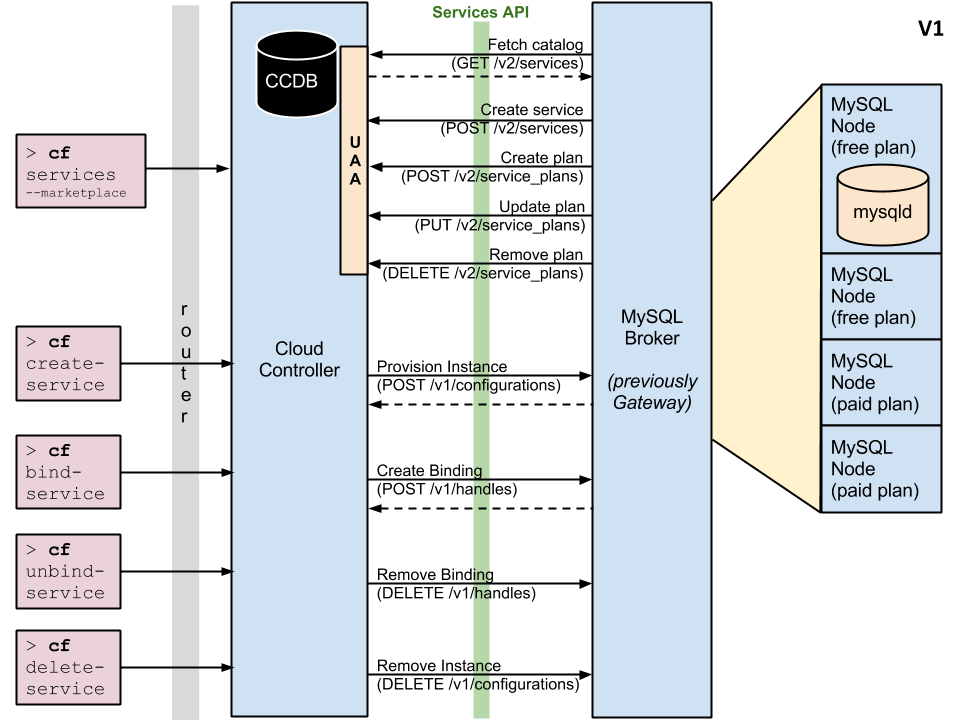 Services API
V1
CCDB
U
A
A
Fetch catalog
(GET /v2/services)
Create service
(POST /v2/services)
Create plan
(POST /v2/service_plans)
Update plan
(PUT /v2/service_plans)
Remove plan
(DELETE /v2/service_plans)
> cf
services
--marketplace
> cf
create-
service
> cf
bind-
service
> cf
unbind-
service
> cf
delete-
service
r
o
u
t
e
r
Cloud
Controller
Provision Instance
(POST /v1/configurations)
Create Binding
(POST /v1/handles)
Remove Binding
(DELETE /v1/handles)
Remove Instance
(DELETE /v1/configurations)
MySQL
Broker
(previously
Gateway)
MySQL
Node
(free plan)
mysqld
MySQL
Node
(free plan)
MySQL
Node
(paid plan)
MySQL
Node
(paid plan)